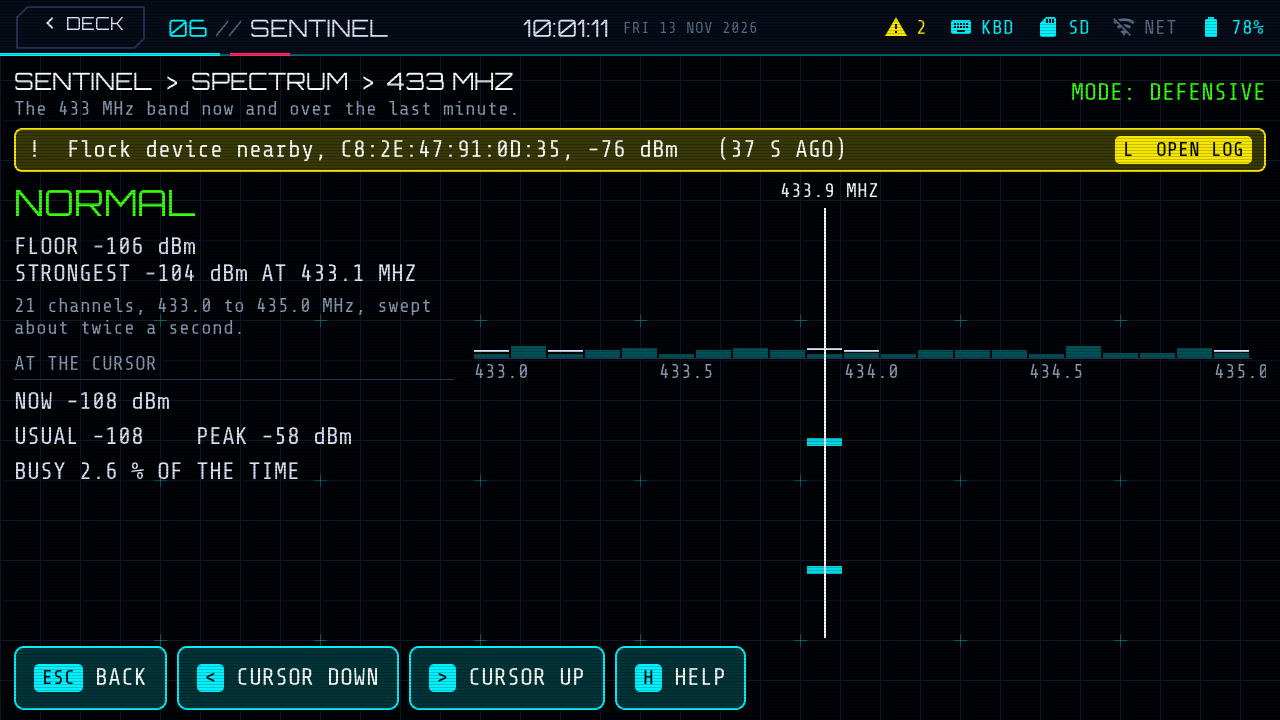 < DECK
06 // SENTINEL
10:01:11 FRI 13 NOV 2026
2 KBD SD NET 78%
SENTINEL > SPECTRUM > 433 MHZ
The 433 MHz band now and over the last minute.
MODE: DEFENSIVE
! Flock device nearby, C8:2E:47:91:0D:35, -76 dBm (37 S AGO)
L OPEN LOG
NORMAL
FLOOR -106 dBm
STRONGEST -104 dBm AT 433.1 MHZ
21 channels, 433.0 to 435.0 MHz, swept
about twice a second.
AT THE CURSOR
NOW -108 dBm
USUAL -108 PEAK -58 dBm
BUSY 2.6 % OF THE TIME
433.9 MHZ
433.0 433.5 434.0 434.5 435.0
ESC BACK
< CURSOR DOWN
> CURSOR UP
H HELP